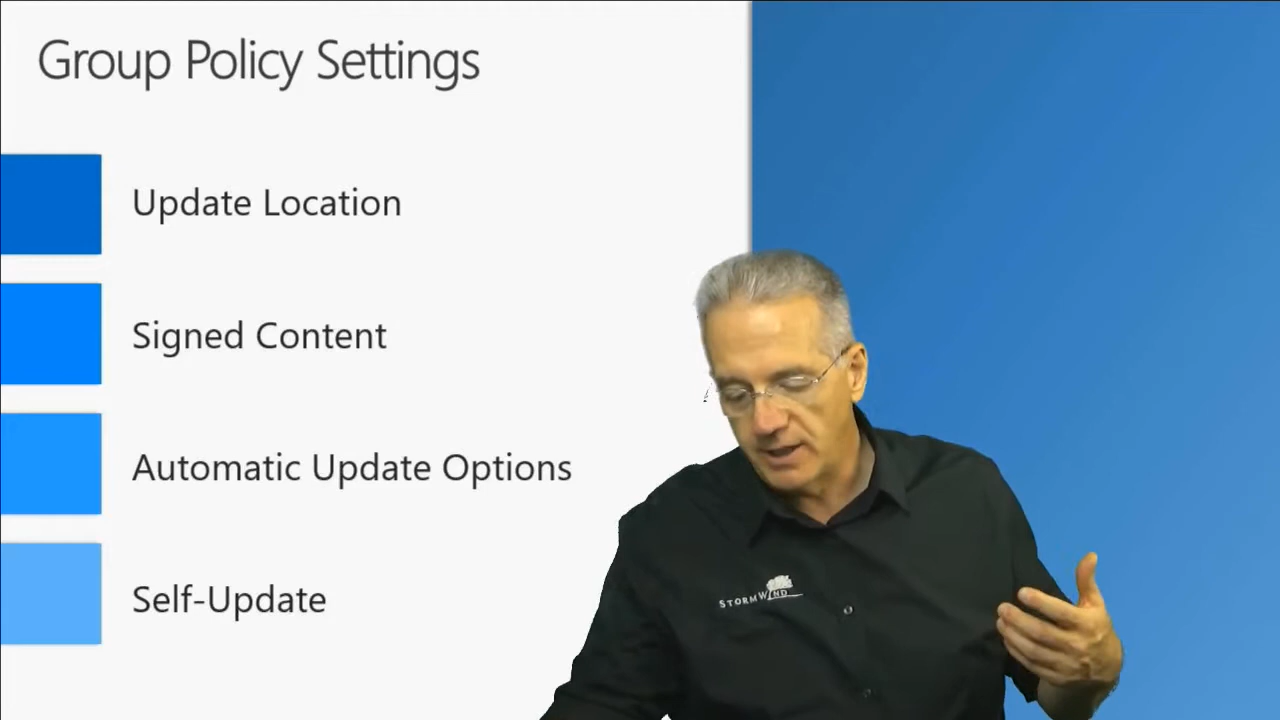 Group Policy Settings
Update Location
Signed Content
Automatic Update Options
Self-Update
STORMWIND